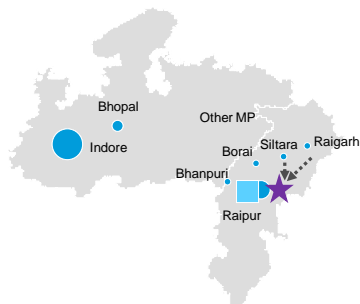 Bhopal
Indore
Other MP
Borai
Siltara
Raigarh
Bhanpuri
Raipur